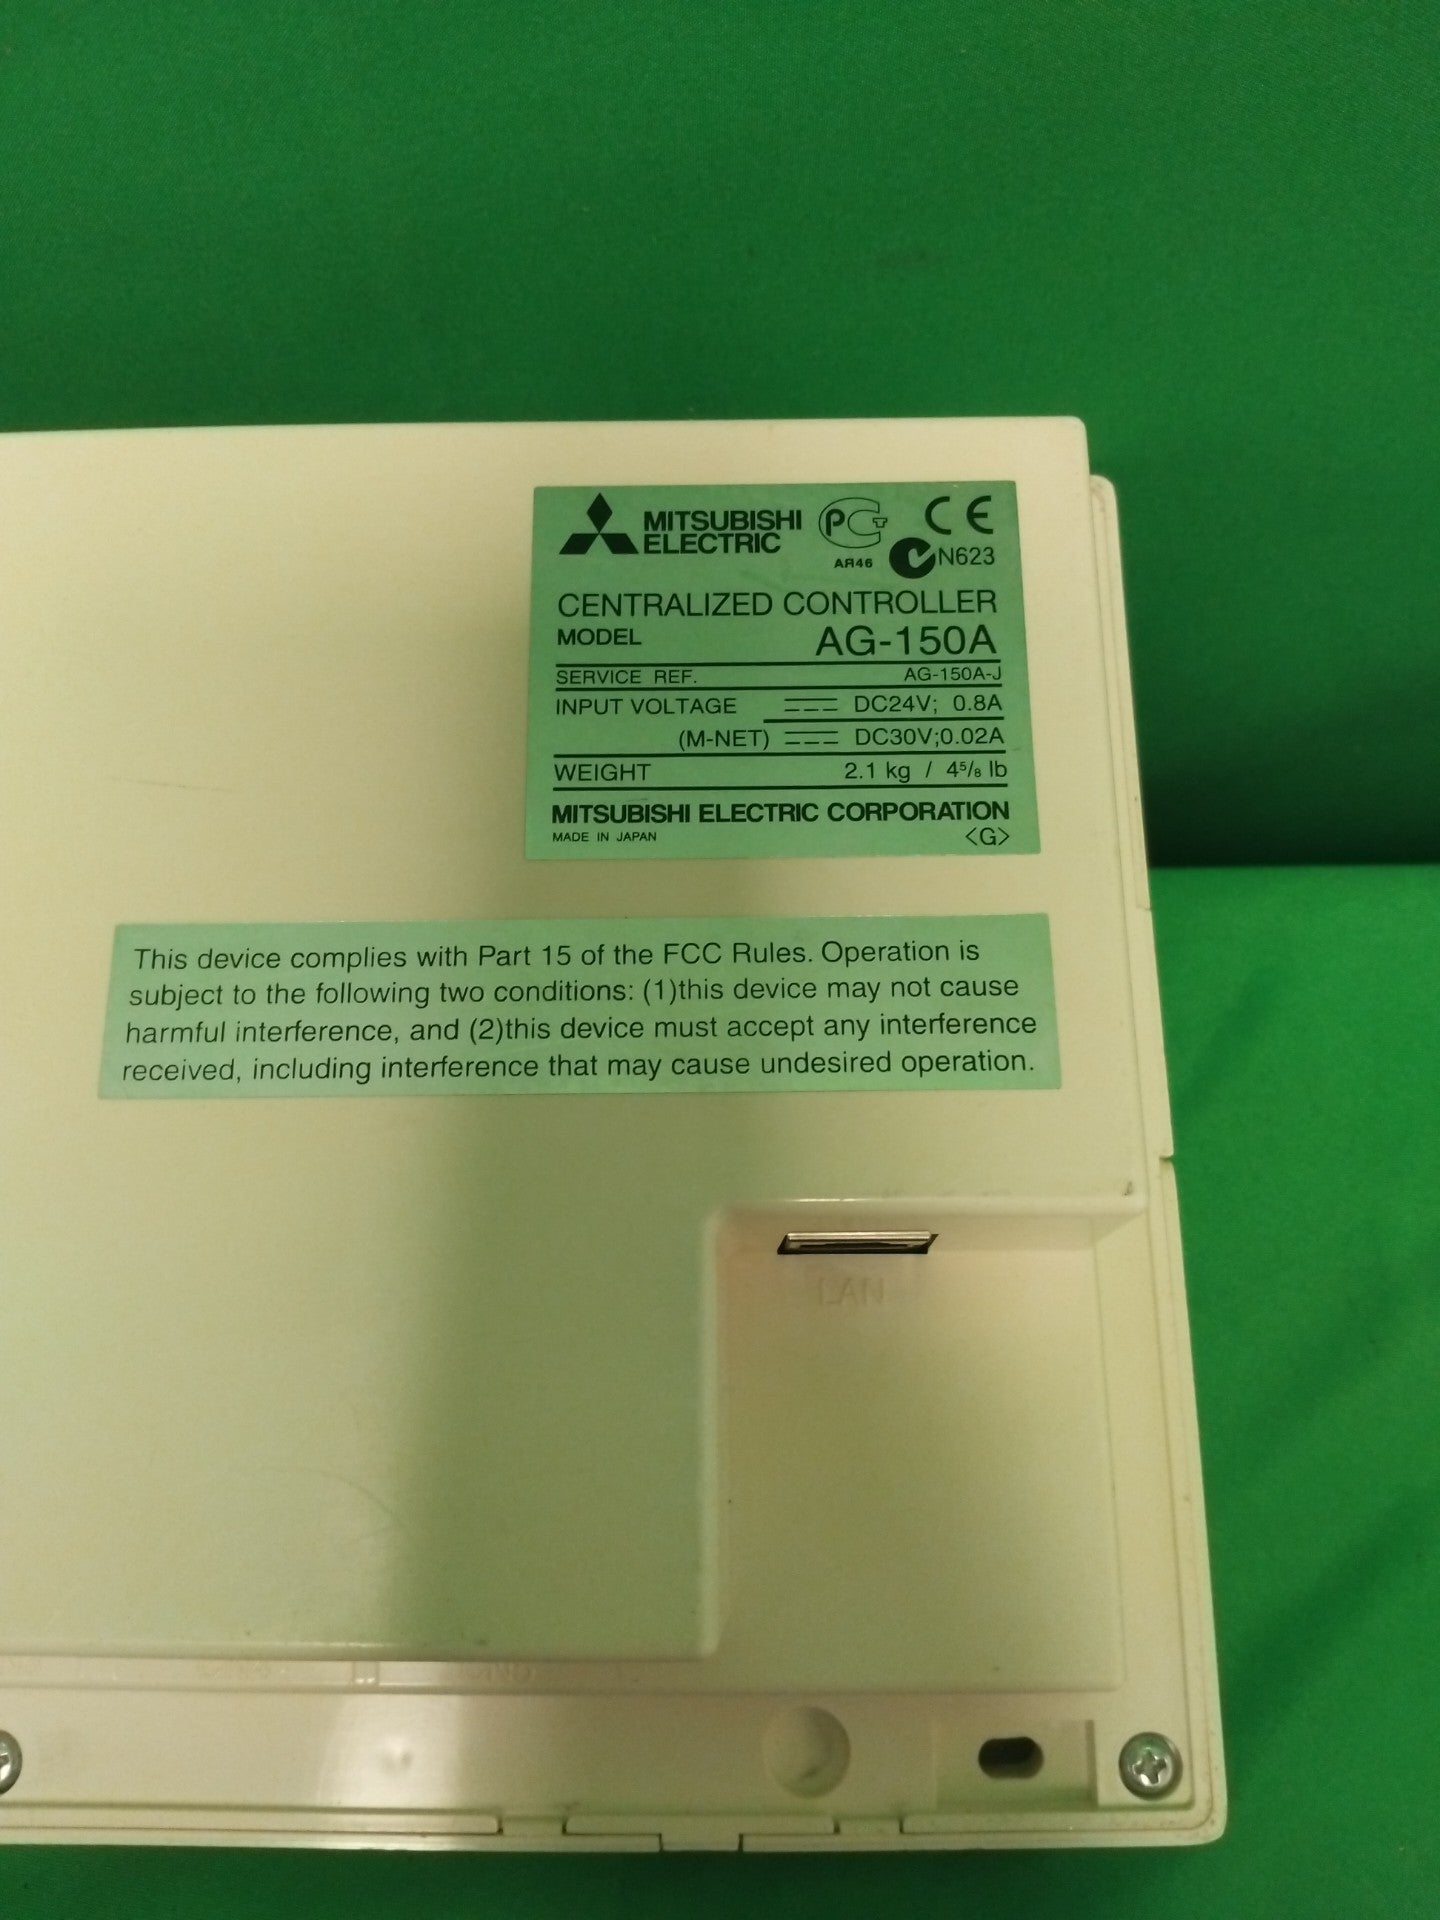 MITSUBISHI
ELECTRIC
PCT
AЯ46
CE
N623
CENTRALIZED CONTROLLER
MODEL AG-150A
SERVICE REF. AG-150A-J
INPUT VOLTAGE DC24V; 0.8A
(M-NET) DC30V;0.02A
WEIGHT 2.1 kg / 4⁵/₈ lb
MITSUBISHI ELECTRIC CORPORATION
MADE IN JAPAN <G>
This device complies with Part 15 of the FCC Rules. Operation is
subject to the following two conditions: (1)this device may not cause
harmful interference, and (2)this device must accept any interference
received, including interference that may cause undesired operation.
LAN